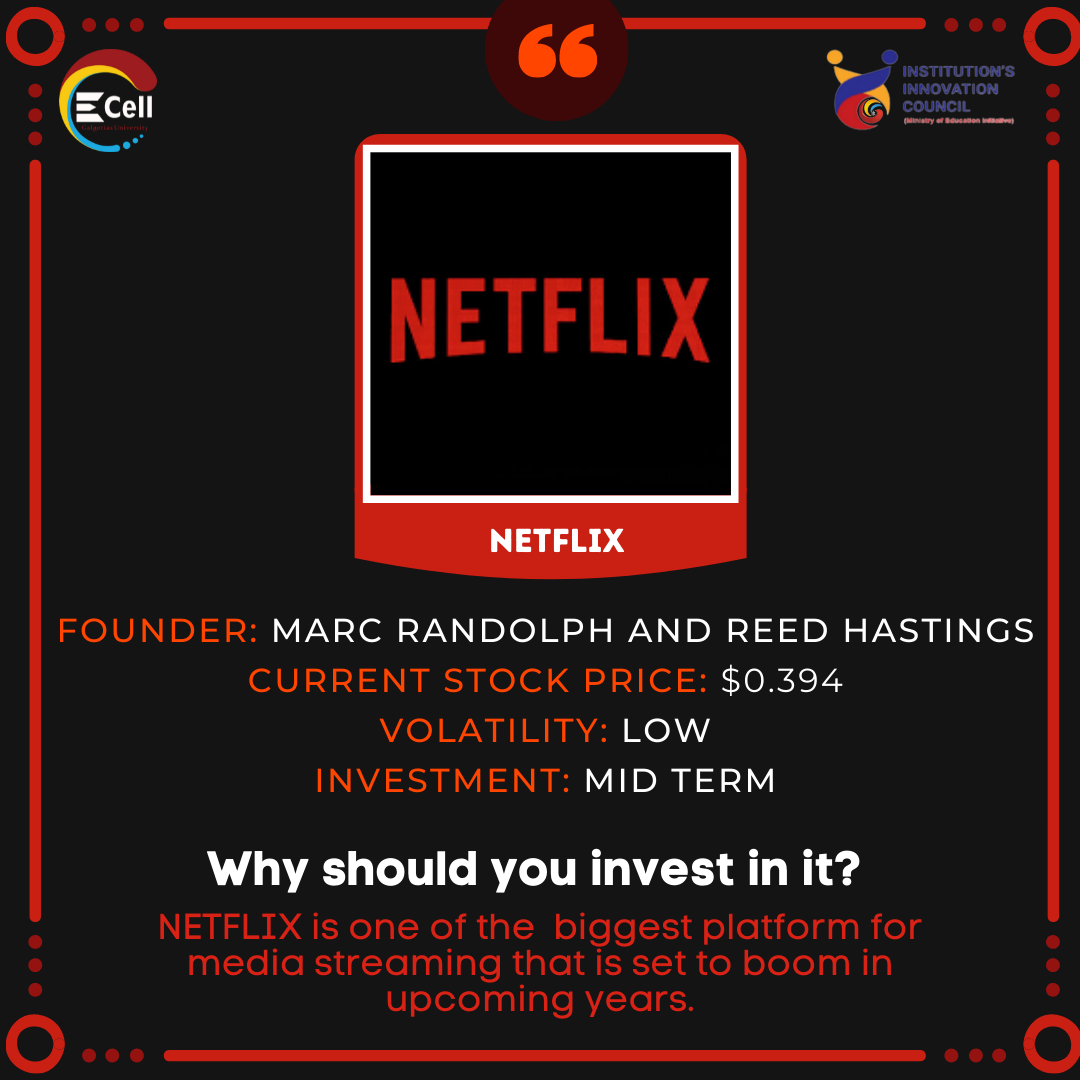 ECell
Galgotias University
INSTITUTION'S
INNOVATION
COUNCIL
(Ministry of Education Initiative)
NETFLIX
NETFLIX
FOUNDER: MARC RANDOLPH AND REED HASTINGS
CURRENT STOCK PRICE: $0.394
VOLATILITY: LOW
INVESTMENT: MID TERM
Why should you invest in it?
NETFLIX is one of the biggest platform for
media streaming that is set to boom in
upcoming years.